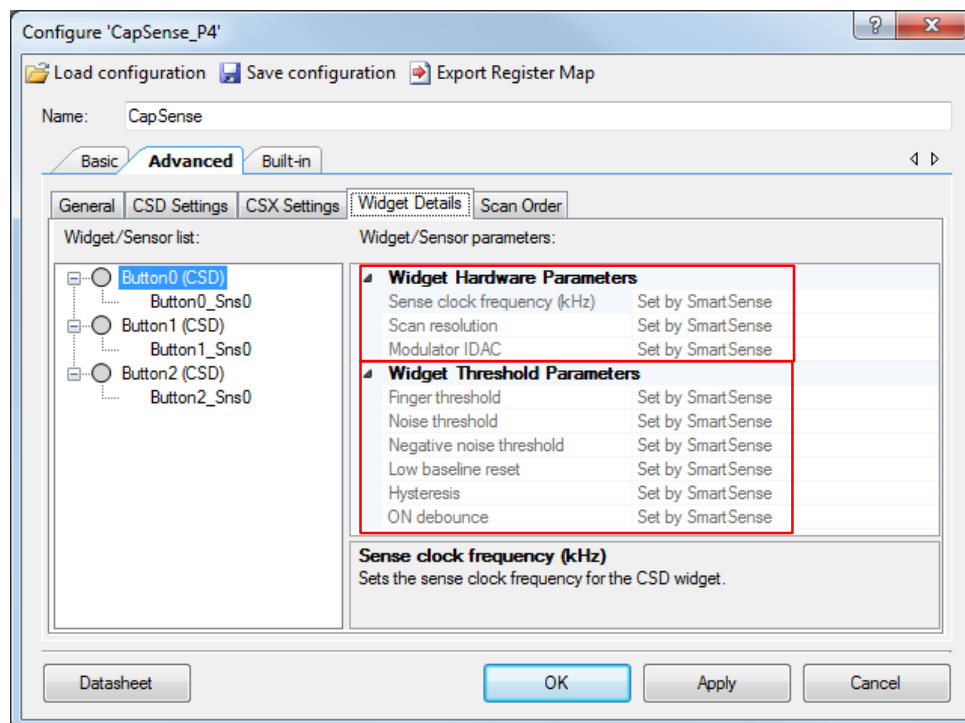 Configure 'CapSense_P4'
Load configuration Save configuration Export Register Map
Name: CapSense
Basic Advanced Built-in
General CSD Settings CSX Settings Widget Details Scan Order
Widget/Sensor list: Widget/Sensor parameters:
Button0 (CSD)
Button0_Sns0
Button1 (CSD)
Button1_Sns0
Button2 (CSD)
Button2_Sns0
Widget Hardware Parameters
Sense clock frequency (kHz) Set by SmartSense
Scan resolution Set by SmartSense
Modulator IDAC Set by SmartSense
Widget Threshold Parameters
Finger threshold Set by SmartSense
Noise threshold Set by SmartSense
Negative noise threshold Set by SmartSense
Low baseline reset Set by SmartSense
Hysteresis Set by SmartSense
ON debounce Set by SmartSense
Sense clock frequency (kHz)
Sets the sense clock frequency for the CSD widget.
Datasheet OK Apply Cancel